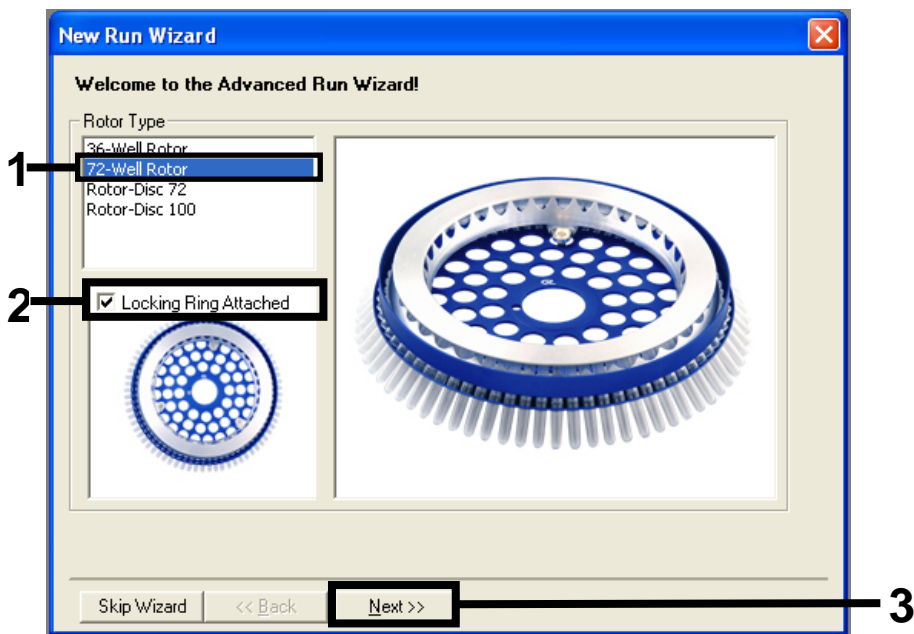 New Run Wizard
Welcome to the Advanced Run Wizard!
Rotor Type
36-Well Rotor
1
72-Well Rotor
Rotor-Disc 72
Rotor-Disc 100
2
Locking Ring Attached
Skip Wizard
<< Back
Next >>
3